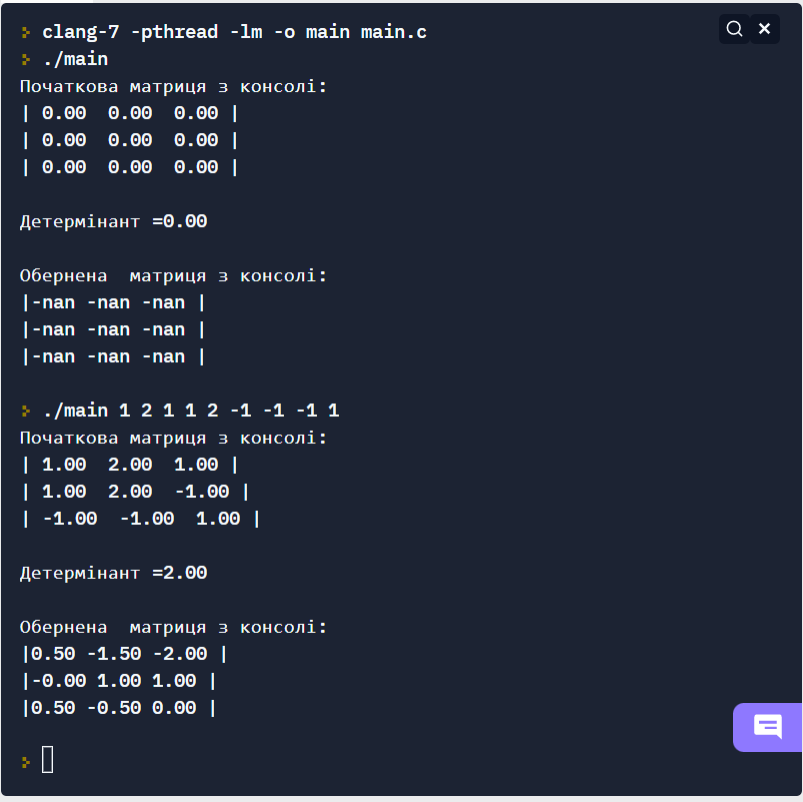 clang-7 -pthread -lm -o main main.c
./main
Початкова матриця з консолі:
| 0.00  0.00  0.00 |
| 0.00  0.00  0.00 |
| 0.00  0.00  0.00 |
Детермінант =0.00
Обернена  матриця з консолі:
|-nan -nan -nan |
|-nan -nan -nan |
|-nan -nan -nan |
./main 1 2 1 1 2 -1 -1 -1 1
Початкова матриця з консолі:
| 1.00  2.00  1.00 |
| 1.00  2.00  -1.00 |
| -1.00  -1.00  1.00 |
Детермінант =2.00
Обернена  матриця з консолі:
|0.50 -1.50 -2.00 |
|-0.00 1.00 1.00 |
|0.50 -0.50 0.00 |